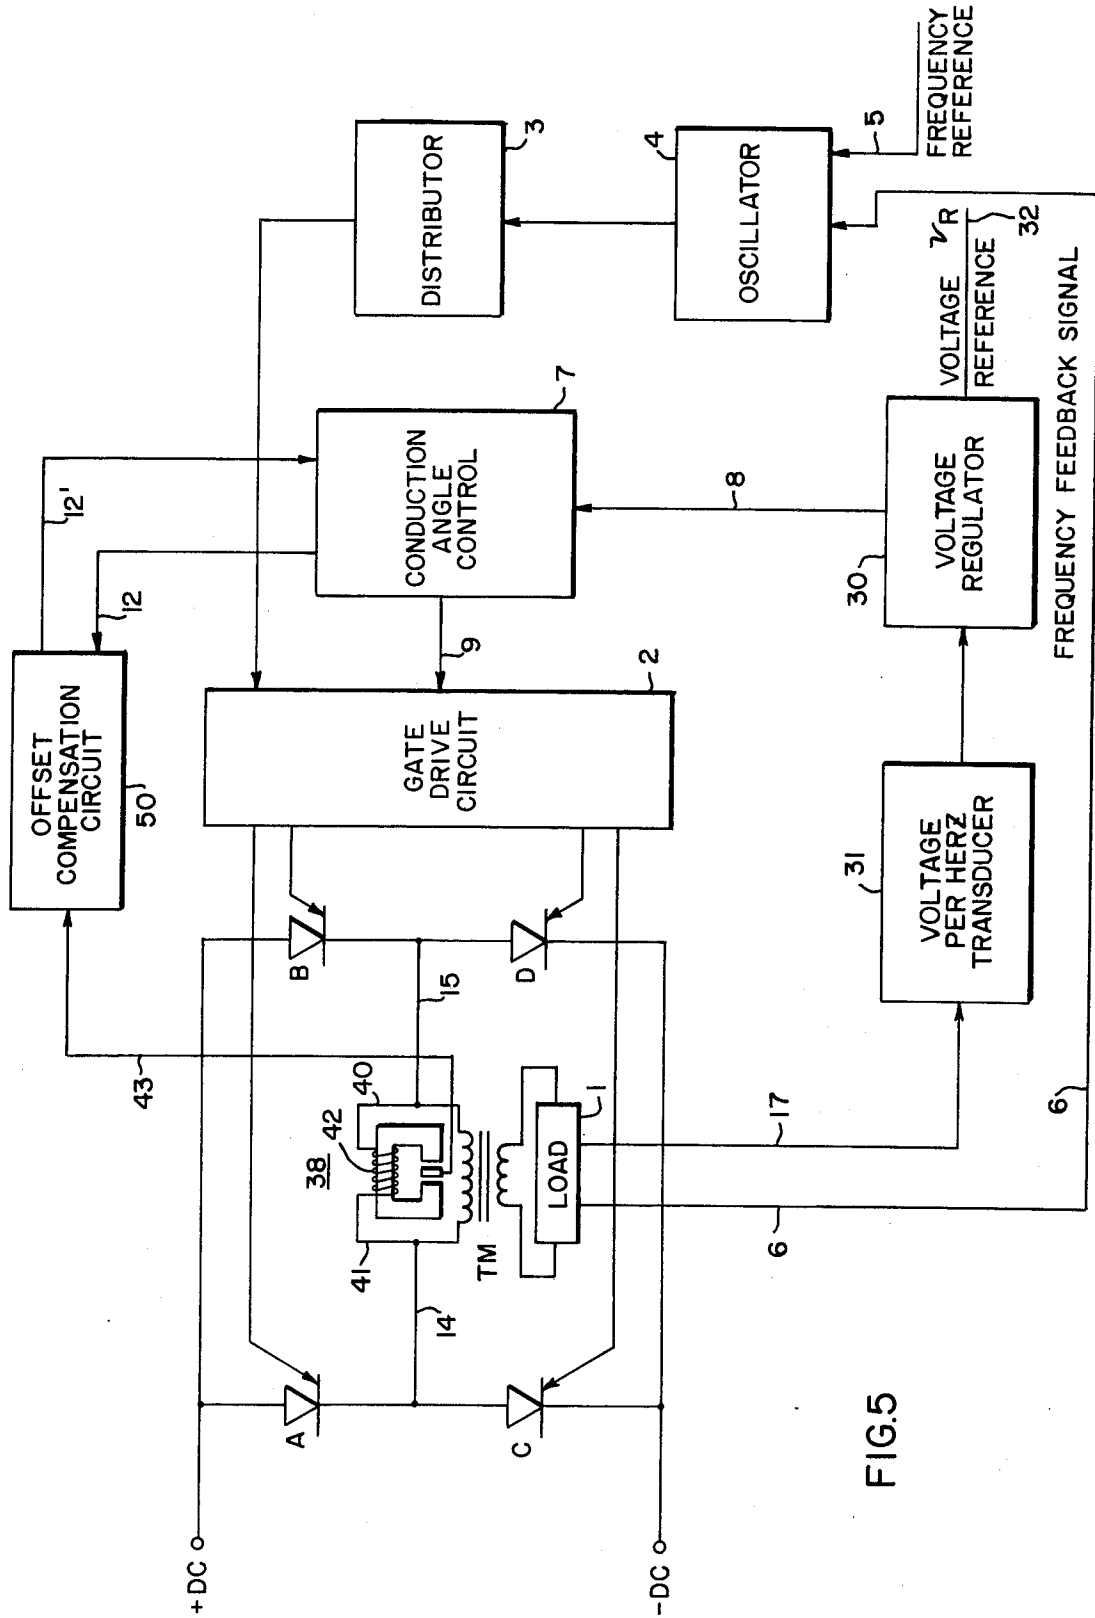 OFFSET
COMPENSATION
CIRCUIT
50
12
12'
43
+DC
-DC
A
B
C
D
14
15
38
40
41
42
TM
LOAD
1
6
17
GATE
DRIVE
CIRCUIT
2
9
CONDUCTION
ANGLE
CONTROL
7
8
DISTRIBUTOR
3
OSCILLATOR
4
5
FREQUENCY
REFERENCE
VOLTAGE
PER HERZ
TRANSDUCER
31
VOLTAGE
REGULATOR
30
VOLTAGE VR
REFERENCE
32
FREQUENCY FEEDBACK SIGNAL
6
FIG.5